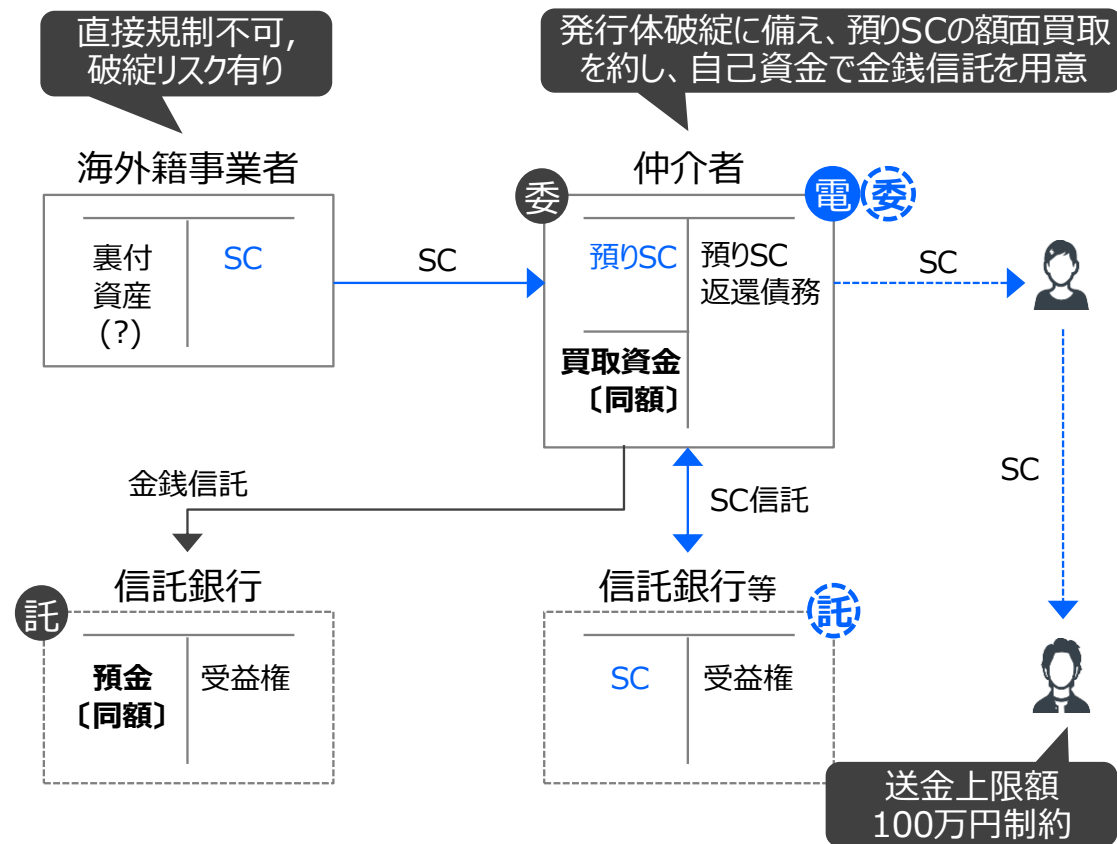 直接規制不可,
破綻リスク有り
発行体破綻に備え、預りSCの額面買取
を約し、自己資金で金銭信託を用意
海外籍事業者
裏付
資産
(?)
SC
SC
仲介者
委
電
委
預りSC
預りSC
返還債務
買取資金
〔同額〕
SC
SC
金銭信託
SC信託
信託銀行
託
預金
〔同額〕
受益権
信託銀行等
託
SC
受益権
送金上限額
100万円制約